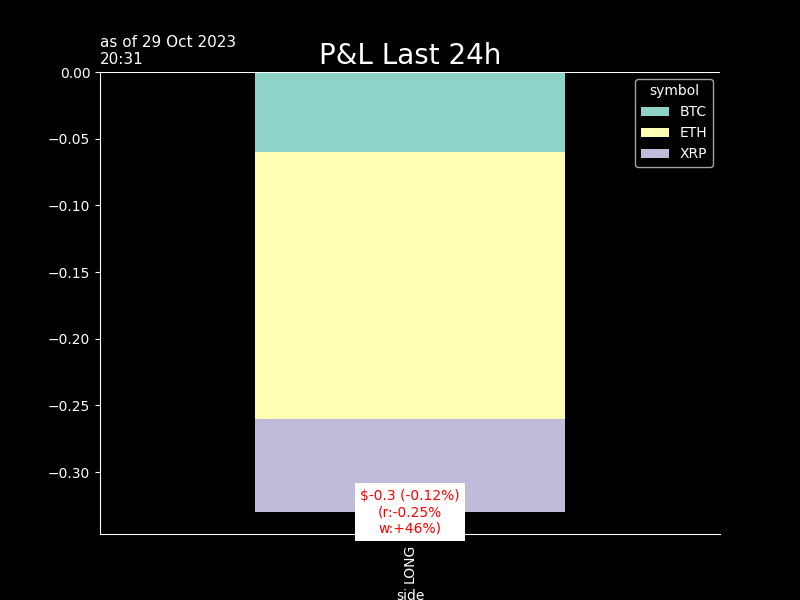 as of 29 Oct 2023
20:31
P&L Last 24h
0.00
−0.05
−0.10
−0.15
−0.20
−0.25
−0.30
symbol
BTC
ETH
XRP
$-0.3 (-0.12%)
(r:-0.25%
w:+46%)
LONG
side